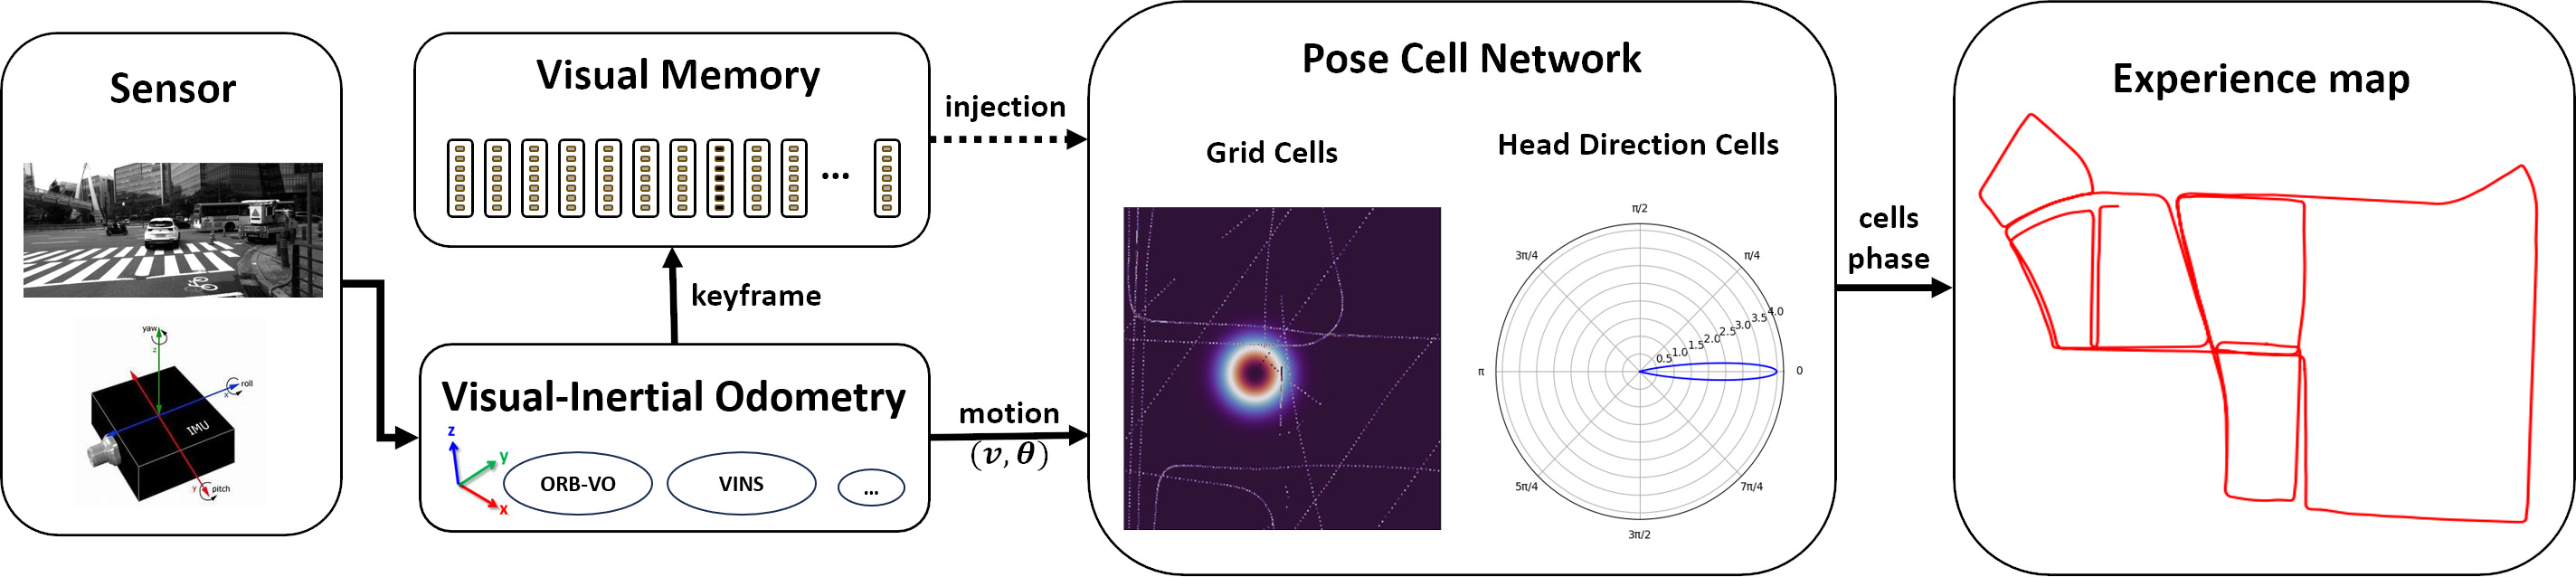 Sensor
yaw
z
roll
x
IMU
y
pitch
Visual Memory
...
keyframe
Visual-Inertial Odometry
z
y
x
ORB-VO
VINS
...
injection
motion
(v, θ)
Pose Cell Network
Grid Cells
Head Direction Cells
π/2
3π/4
π/4
π
0.5
1.0
1.5
2.0
2.5
3.0
3.5
4.0
0
5π/4
7π/4
3π/2
cells
phase
Experience map